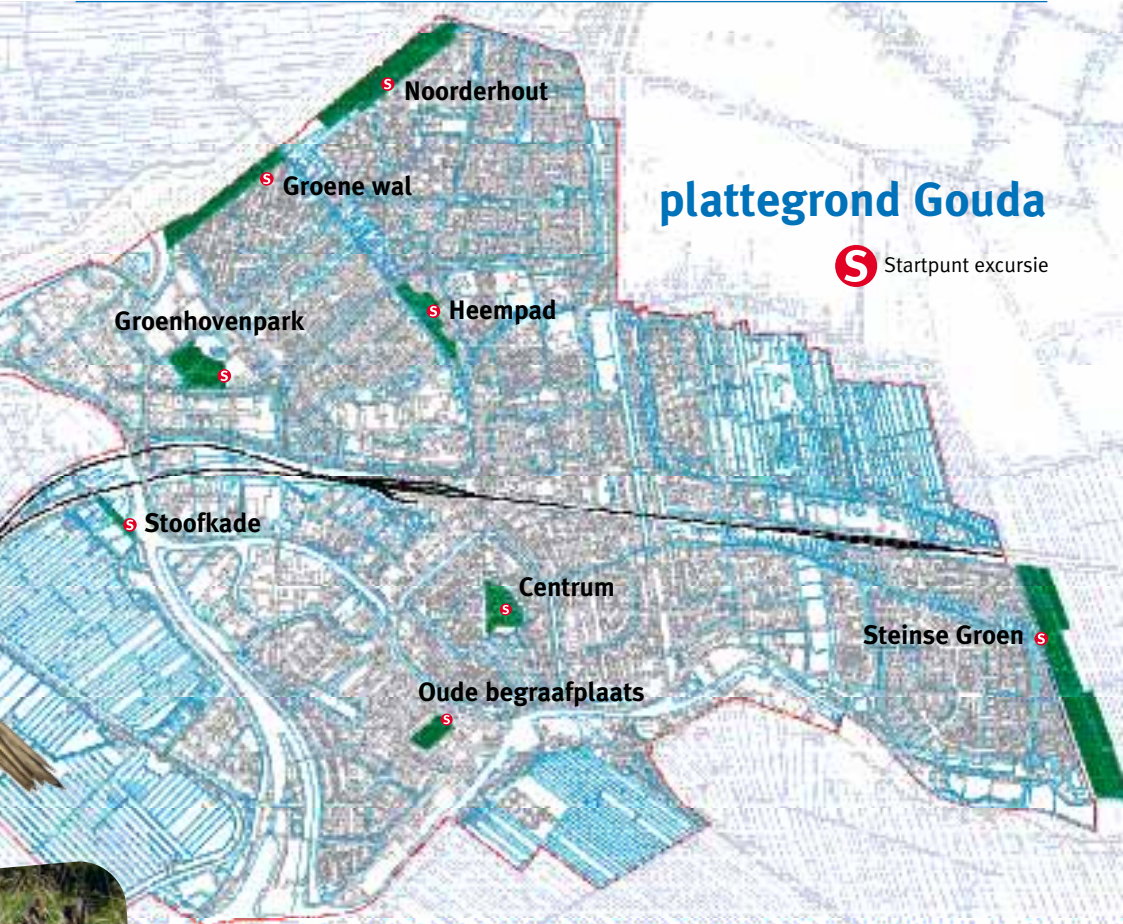 Noorderhout
Groene wal
plattegrond Gouda
S Startpunt excursie
Heempad
Groenhovenpark
Stoofkade
Centrum
Steinse Groen
Oude begraafplaats